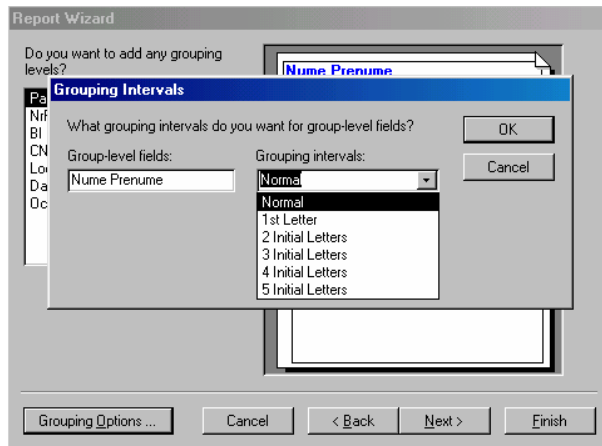 Report Wizard
Do you want to add any grouping
levels?
Nume Prenume
Grouping Intervals
Pa
NrF
BI
CN
Loc
Da
Oc
What grouping intervals do you want for group-level fields?
Group-level fields:
Grouping intervals:
Nume Prenume
Normal
Normal
1st Letter
2 Initial Letters
3 Initial Letters
4 Initial Letters
5 Initial Letters
OK
Cancel
Grouping Options ...
Cancel
< Back
Next >
Finish